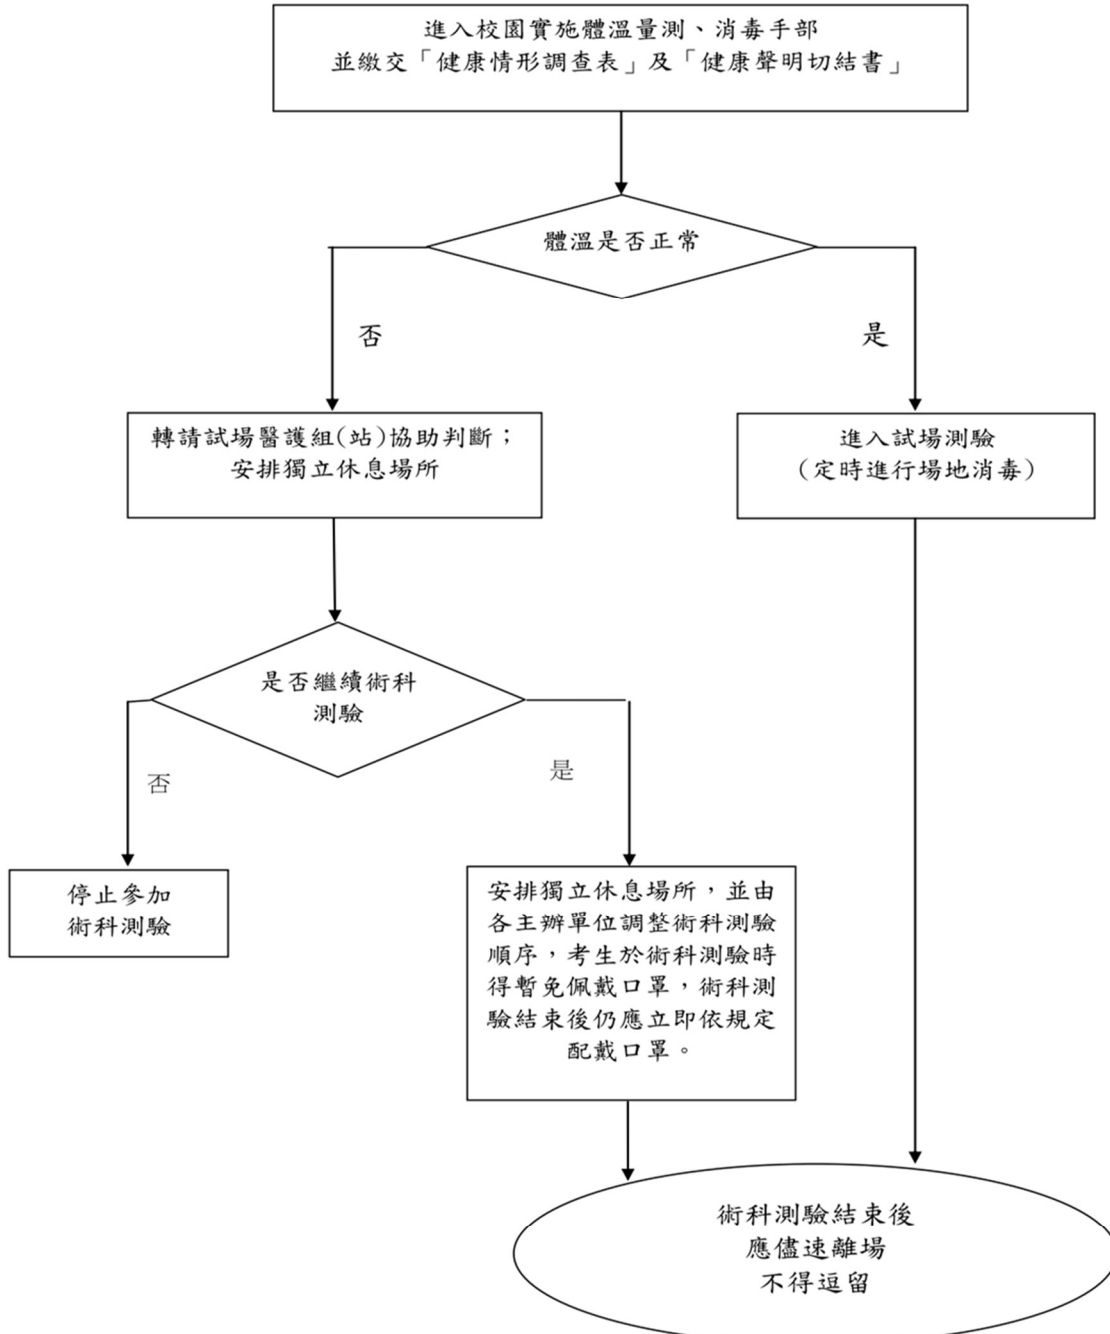 進入校園實施體溫量測、消毒手部
並繳交「健康情形調查表」及「健康聲明切結書」
體溫是否正常
否
是
轉請試場醫護組(站)協助判斷；
安排獨立休息場所
進入試場測驗
(定時進行場地消毒)
是否繼續術科
測驗
否
是
停止參加
術科測驗
安排獨立休息場所，並由
各主辦單位調整術科測驗
順序，考生於術科測驗時
得暫免佩戴口罩，術科測
驗結束後仍應立即依規定
配戴口罩。
術科測驗結束後
應儘速離場
不得逗留